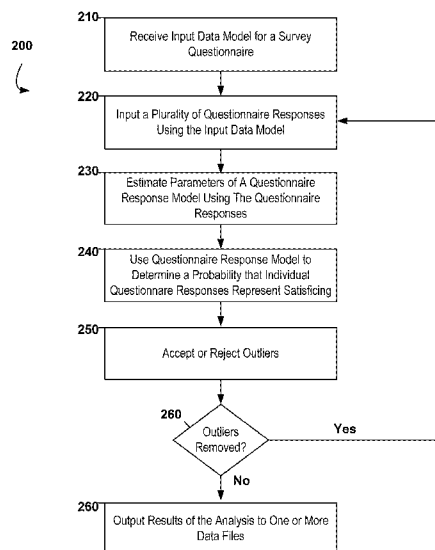 210
Receive Input Data Model for a Survey
Questionnaire
200
220
Input a Plurality of Questionnaire Responses
Using the Input Data Model
230
Estimate Parameters of A Questionnaire
Response Model Using The Questionnaire
Responses
240
Use Questionnaire Response Model to
Determine a Probability that Individual
Questionnare Responses Represent Satisficing
250
Accept or Reject Outliers
260
Outliers
Removed?
Yes
No
260
Output Results of the Analysis to One or More
Data Files